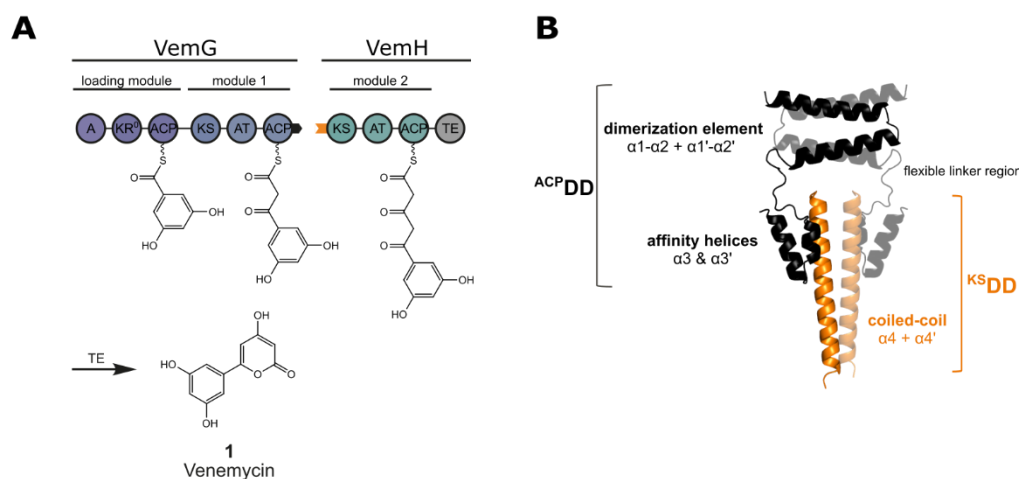 A
VemG VemH
loading module module 1 module 2
A KR⁰ ACP KS AT ACP KS AT ACP TE
S S S
O O O
OH O O
HO OH
HO O
OH
HO
TE
OH
HO
O O
OH
1
Venemycin
B
dimerization element
α1-α2 + α1'-α2'
flexible linker region
ACPDD
affinity helices
α3 & α3'
KSDD
coiled-coil
α4 + α4'